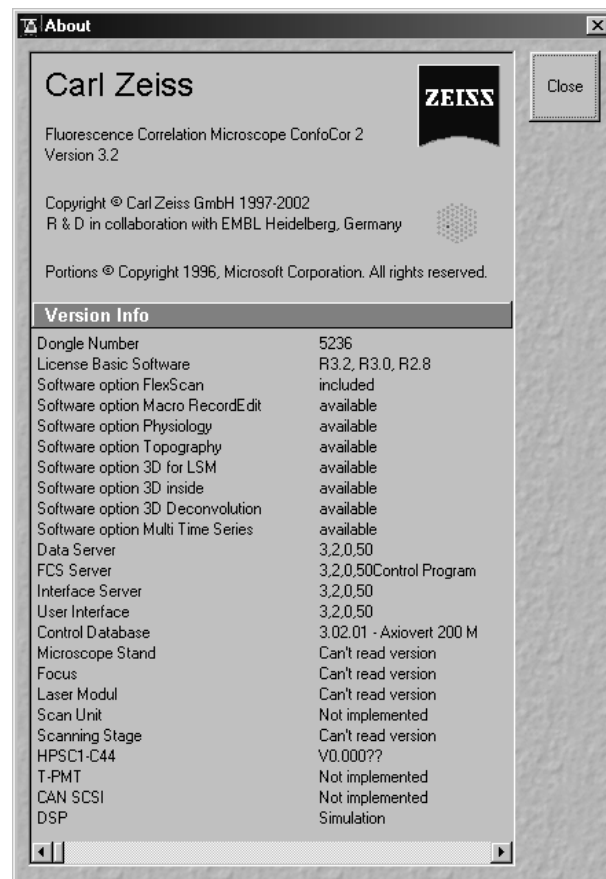 About
Carl Zeiss
ZEISS
Close
Fluorescence Correlation Microscope ConfoCor 2
Version 3.2
Copyright © Carl Zeiss GmbH 1997-2002
R & D in collaboration with EMBL Heidelberg, Germany
Portions © Copyright 1996, Microsoft Corporation. All rights reserved.
Version Info
Dongle Number 5236
License Basic Software R3.2, R3.0, R2.8
Software option FlexScan included
Software option Macro RecordEdit available
Software option Physiology available
Software option Topography available
Software option 3D for LSM available
Software option 3D inside available
Software option 3D Deconvolution available
Software option Multi Time Series available
Data Server 3,2,0,50
FCS Server 3,2,0,50Control Program
Interface Server 3,2,0,50
User Interface 3,2,0,50
Control Database 3.02.01 - Axiovert 200 M
Microscope Stand Can't read version
Focus Can't read version
Laser Modul Can't read version
Scan Unit Not implemented
Scanning Stage Can't read version
HPSC1-C44 V0.000??
T-PMT Not implemented
CAN SCSI Not implemented
DSP Simulation